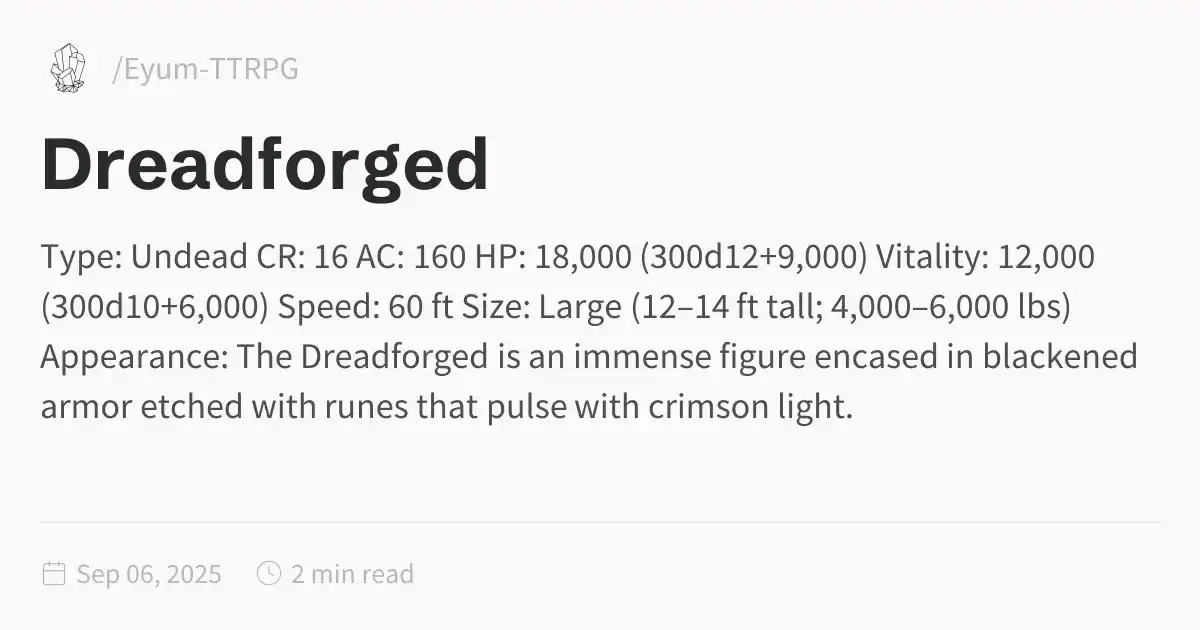 /Eyum-TTRPG
Dreadforged
Type: Undead CR: 16 AC: 160 HP: 18,000 (300d12+9,000) Vitality: 12,000
(300d10+6,000) Speed: 60 ft Size: Large (12–14 ft tall; 4,000–6,000 lbs)
Appearance: The Dreadforged is an immense figure encased in blackened
armor etched with runes that pulse with crimson light.
Sep 06, 2025 2 min read